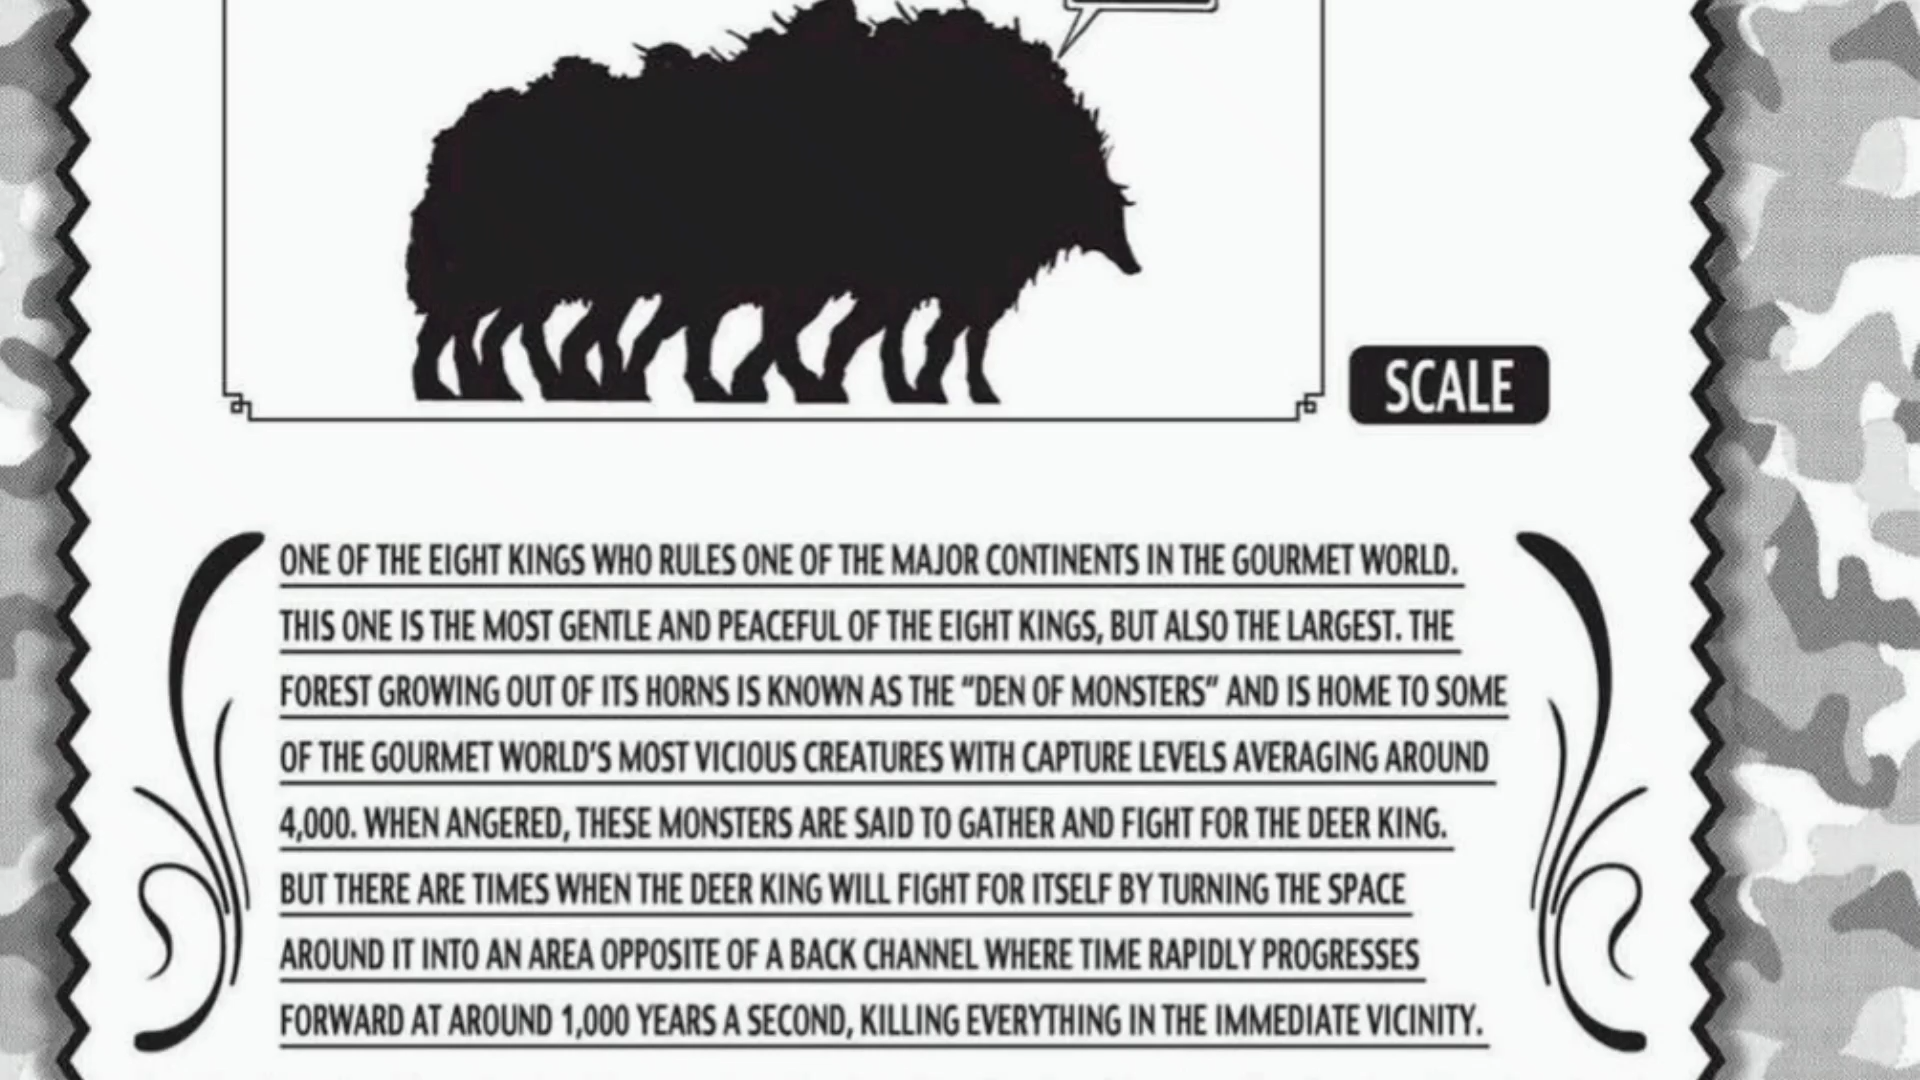 SCALE
ONE OF THE EIGHT KINGS WHO RULES ONE OF THE MAJOR CONTINENTS IN THE GOURMET WORLD.
THIS ONE IS THE MOST GENTLE AND PEACEFUL OF THE EIGHT KINGS, BUT ALSO THE LARGEST. THE
FOREST GROWING OUT OF ITS HORNS IS KNOWN AS THE "DEN OF MONSTERS" AND IS HOME TO SOME
OF THE GOURMET WORLD'S MOST VICIOUS CREATURES WITH CAPTURE LEVELS AVERAGING AROUND
4,000. WHEN ANGERED, THESE MONSTERS ARE SAID TO GATHER AND FIGHT FOR THE DEER KING.
BUT THERE ARE TIMES WHEN THE DEER KING WILL FIGHT FOR ITSELF BY TURNING THE SPACE
AROUND IT INTO AN AREA OPPOSITE OF A BACK CHANNEL WHERE TIME RAPIDLY PROGRESSES
FORWARD AT AROUND 1,000 YEARS A SECOND, KILLING EVERYTHING IN THE IMMEDIATE VICINITY.